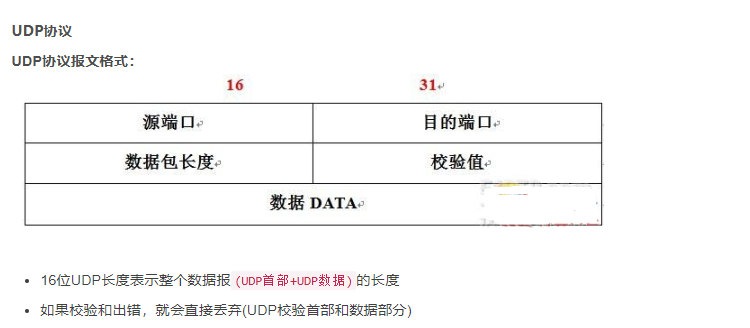 UDP协议
UDP协议报文格式：
16 31
源端口 目的端口
数据包长度 校验值
数据 DATA
16位UDP长度表示整个数据报(UDP首部+UDP数据)的长度
如果校验和出错，就会直接丢弃(UDP校验首部和数据部分)